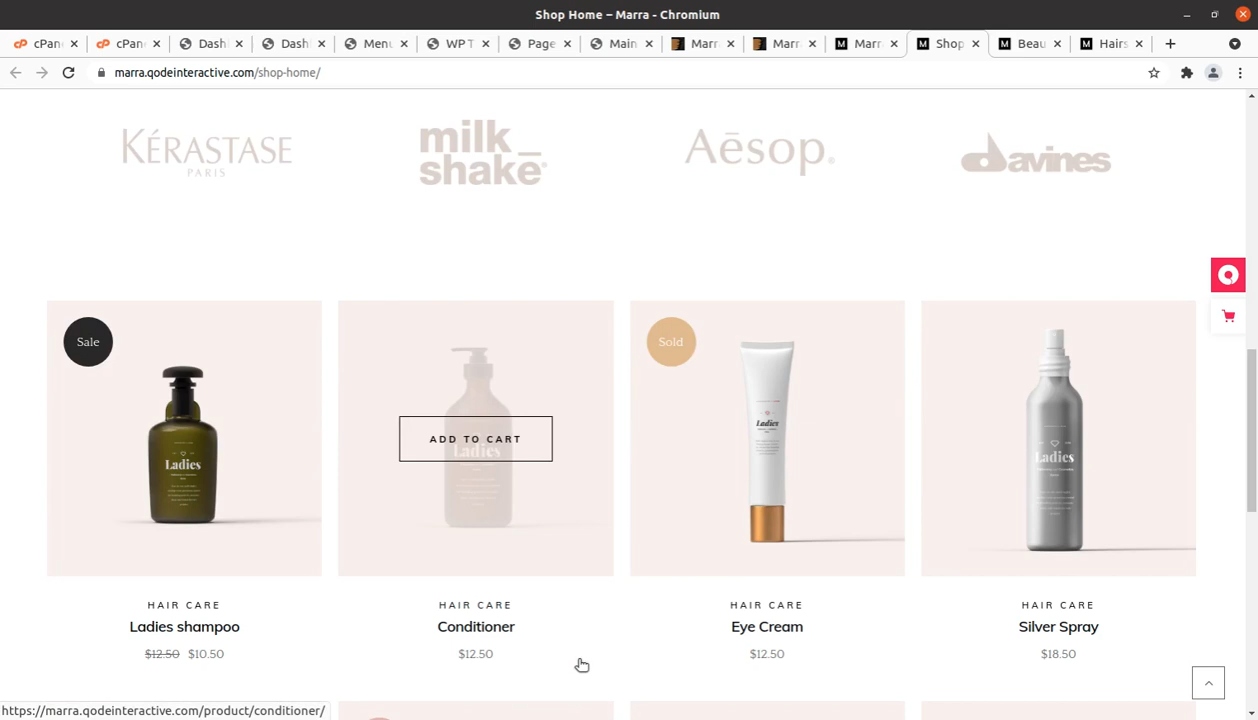 Shop Home – Marra - Chromium
cPan
cPan
Dash
Dash
Menu
WP T
Page
Main
Marr
Marr
Marr
Shop
Beau
Hairs
marra.qodeinteractive.com/shop-home/
KÉRASTASE
PARIS
milk_
shake®
Aēsop®
davines
Sale
Sold
ADD TO CART
Ladies
Ladies
Ladies
Ladies
HAIR CARE
HAIR CARE
HAIR CARE
HAIR CARE
Ladies shampoo
Conditioner
Eye Cream
Silver Spray
$12.50 $10.50
$12.50
$12.50
$18.50
https://marra.qodeinteractive.com/product/conditioner/